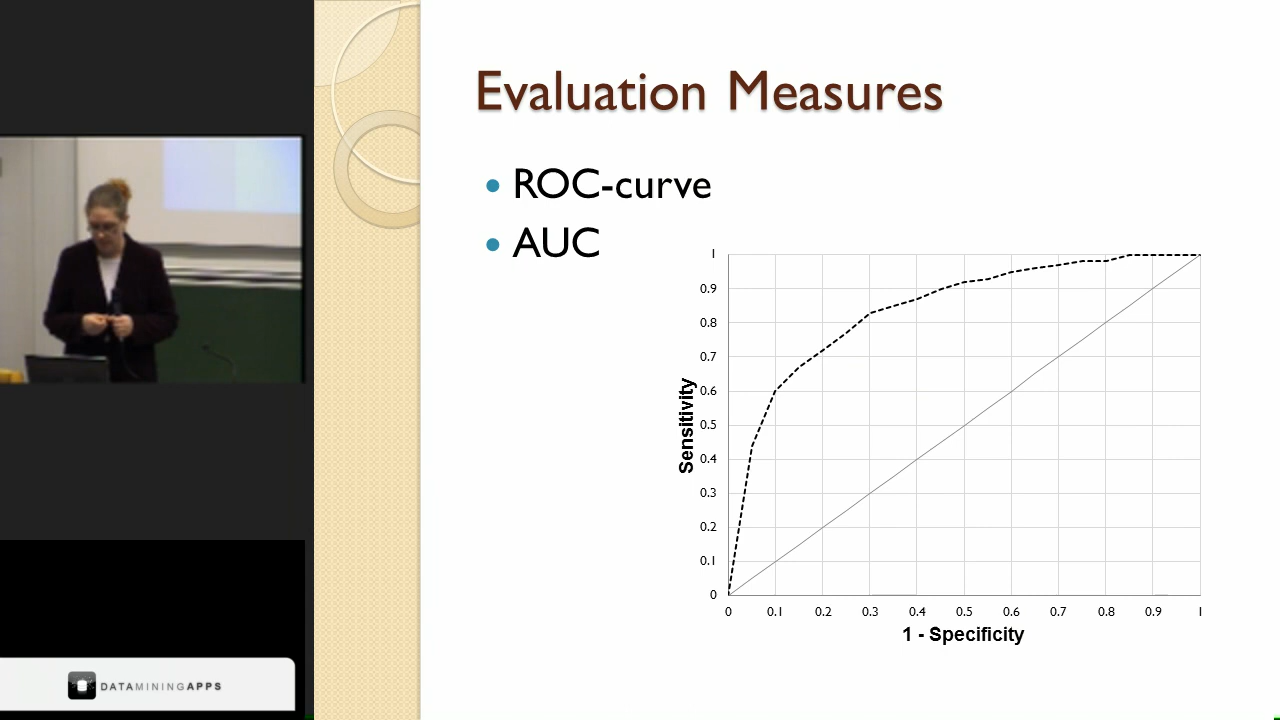 Evaluation Measures
ROC-curve
AUC
1
0.9
0.8
0.7
0.6
0.5
0.4
0.3
0.2
0.1
0
Sensitivity
0 0.1 0.2 0.3 0.4 0.5 0.6 0.7 0.8 0.9 1
1 - Specificity
DATAMININGAPPS